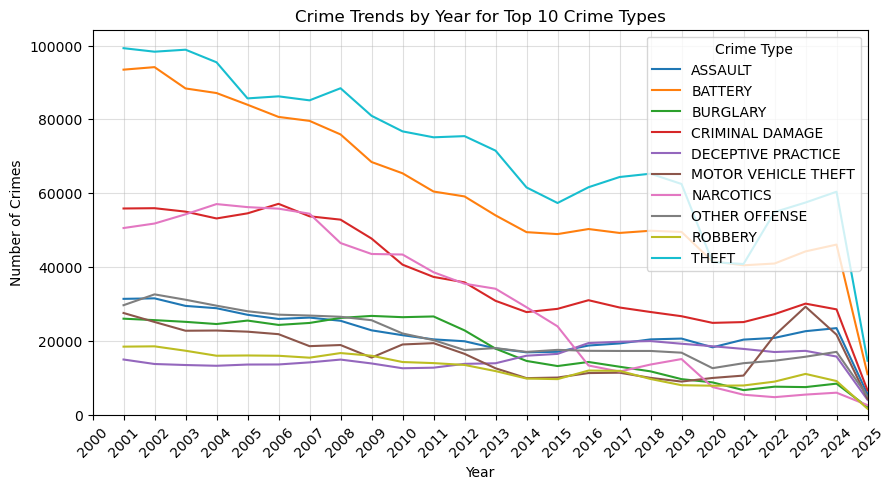 Crime Trends by Year for Top 10 Crime Types
Number of Crimes
100000
80000
60000
40000
20000
0
Crime Type
ASSAULT
BATTERY
BURGLARY
CRIMINAL DAMAGE
DECEPTIVE PRACTICE
MOTOR VEHICLE THEFT
NARCOTICS
OTHER OFFENSE
ROBBERY
THEFT
2000 2001 2002 2003 2004 2005 2006 2007 2008 2009 2010 2011 2012 2013 2014 2015 2016 2017 2018 2019 2020 2021 2022 2023 2024 2025
Year